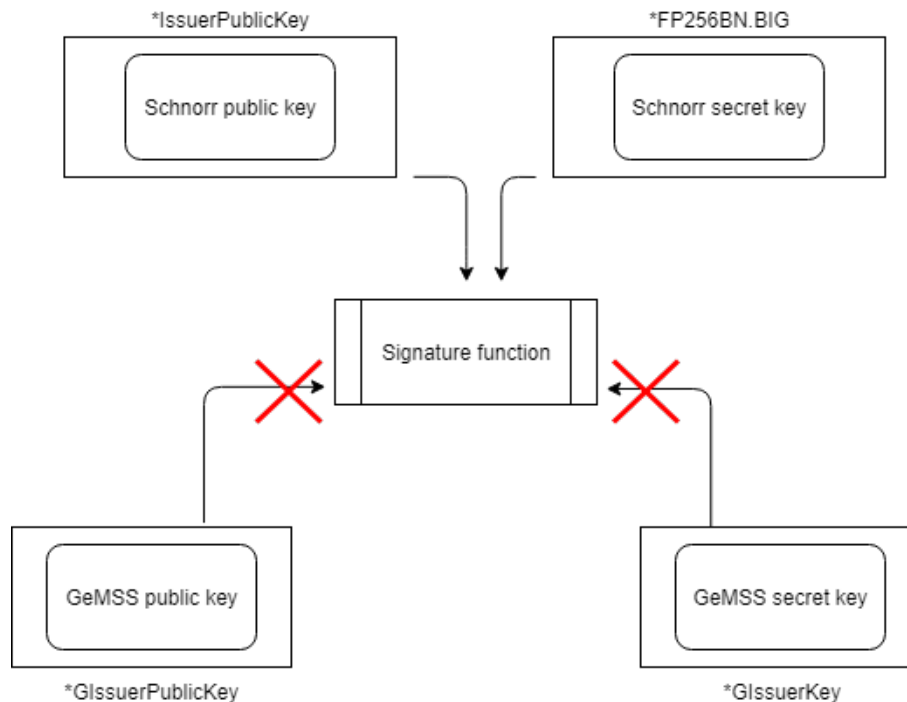 *IssuerPublicKey
*FP256BN.BIG
Schnorr public key
Schnorr secret key
Signature function
GeMSS public key
GeMSS secret key
*GIssuerPublicKey
*GIssuerKey